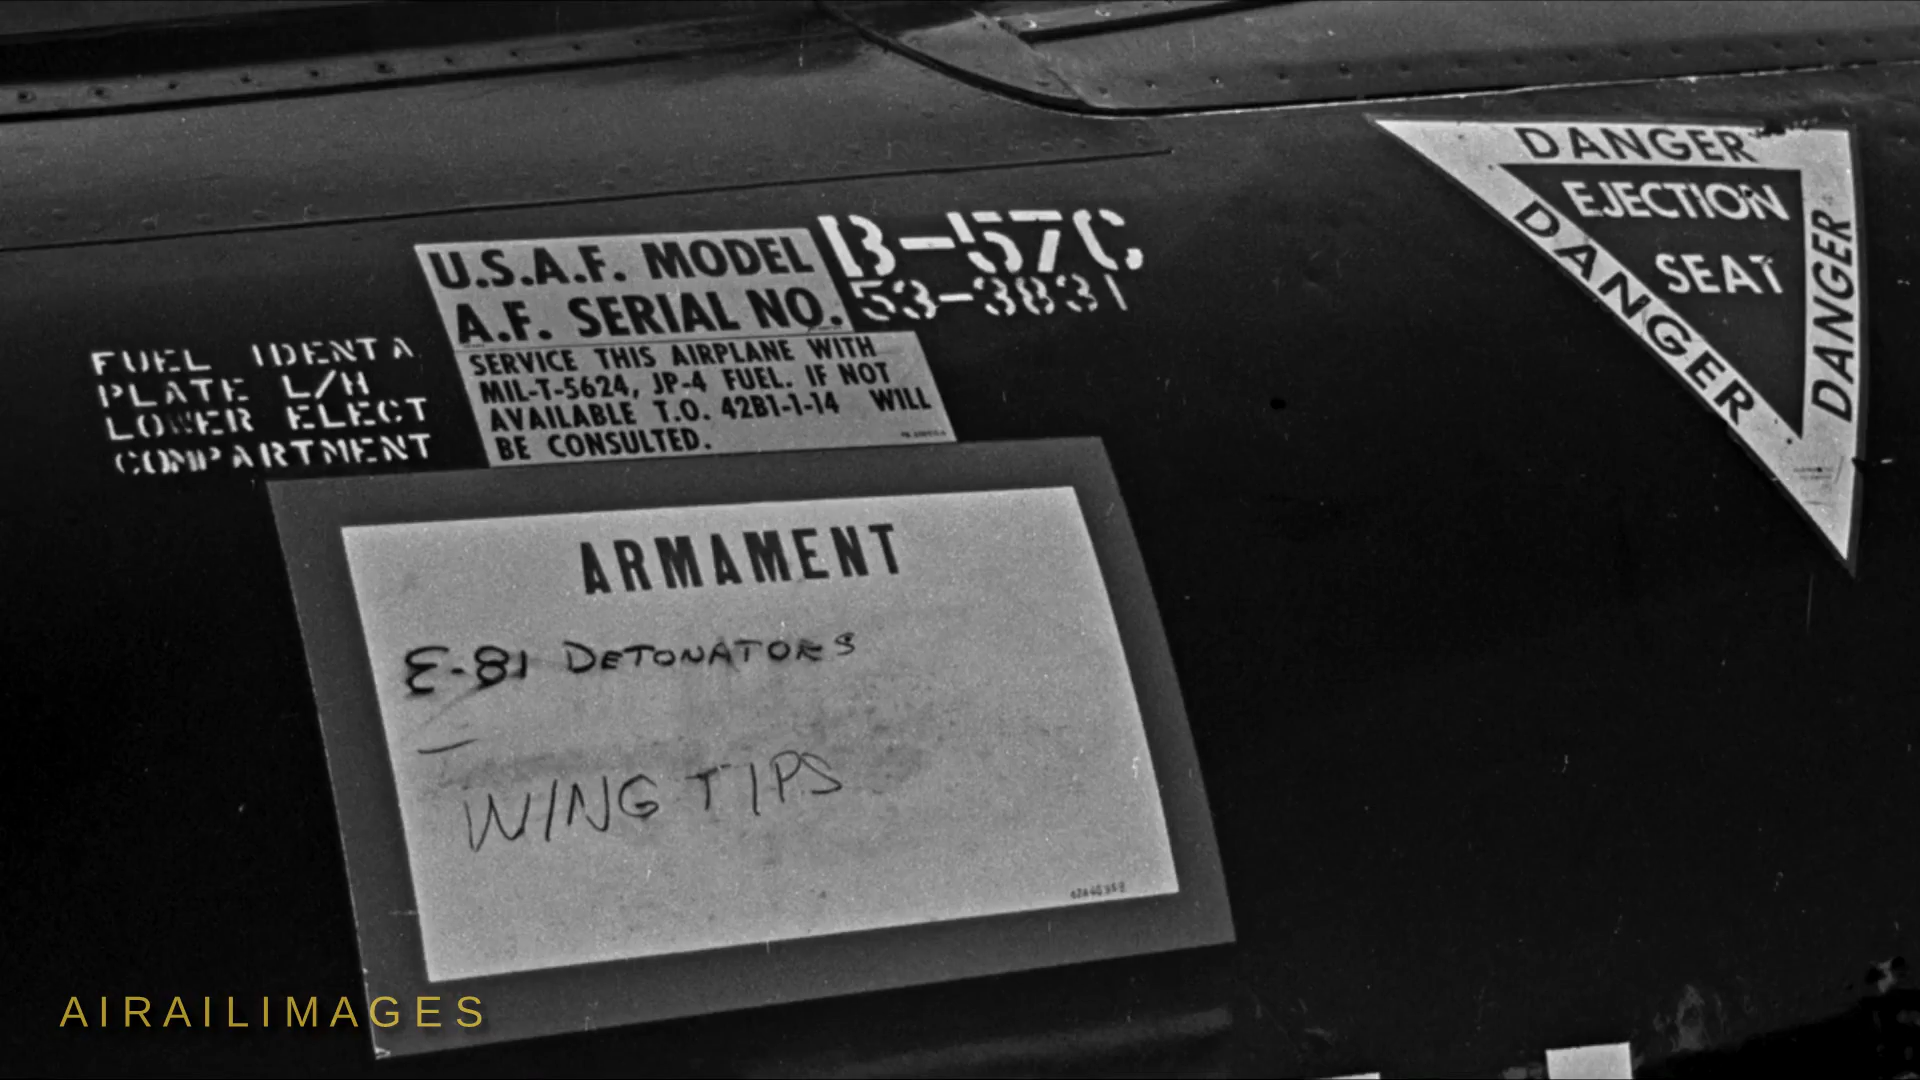 DANGER
EJECTION
SEAT
DANGER
DANGER
U.S.A.F. MODEL B-57C
A.F. SERIAL NO. 53-3831
SERVICE THIS AIRPLANE WITH
MIL-T-5624, JP-4 FUEL. IF NOT
AVAILABLE T.O. 42B1-1-14 WILL
BE CONSULTED.
FUEL IDENTA
PLATE L/H
LOWER ELECT
COMPARTMENT
ARMAMENT
E-81 DETONATORS
WING TIPS
AIRAILIMAGES